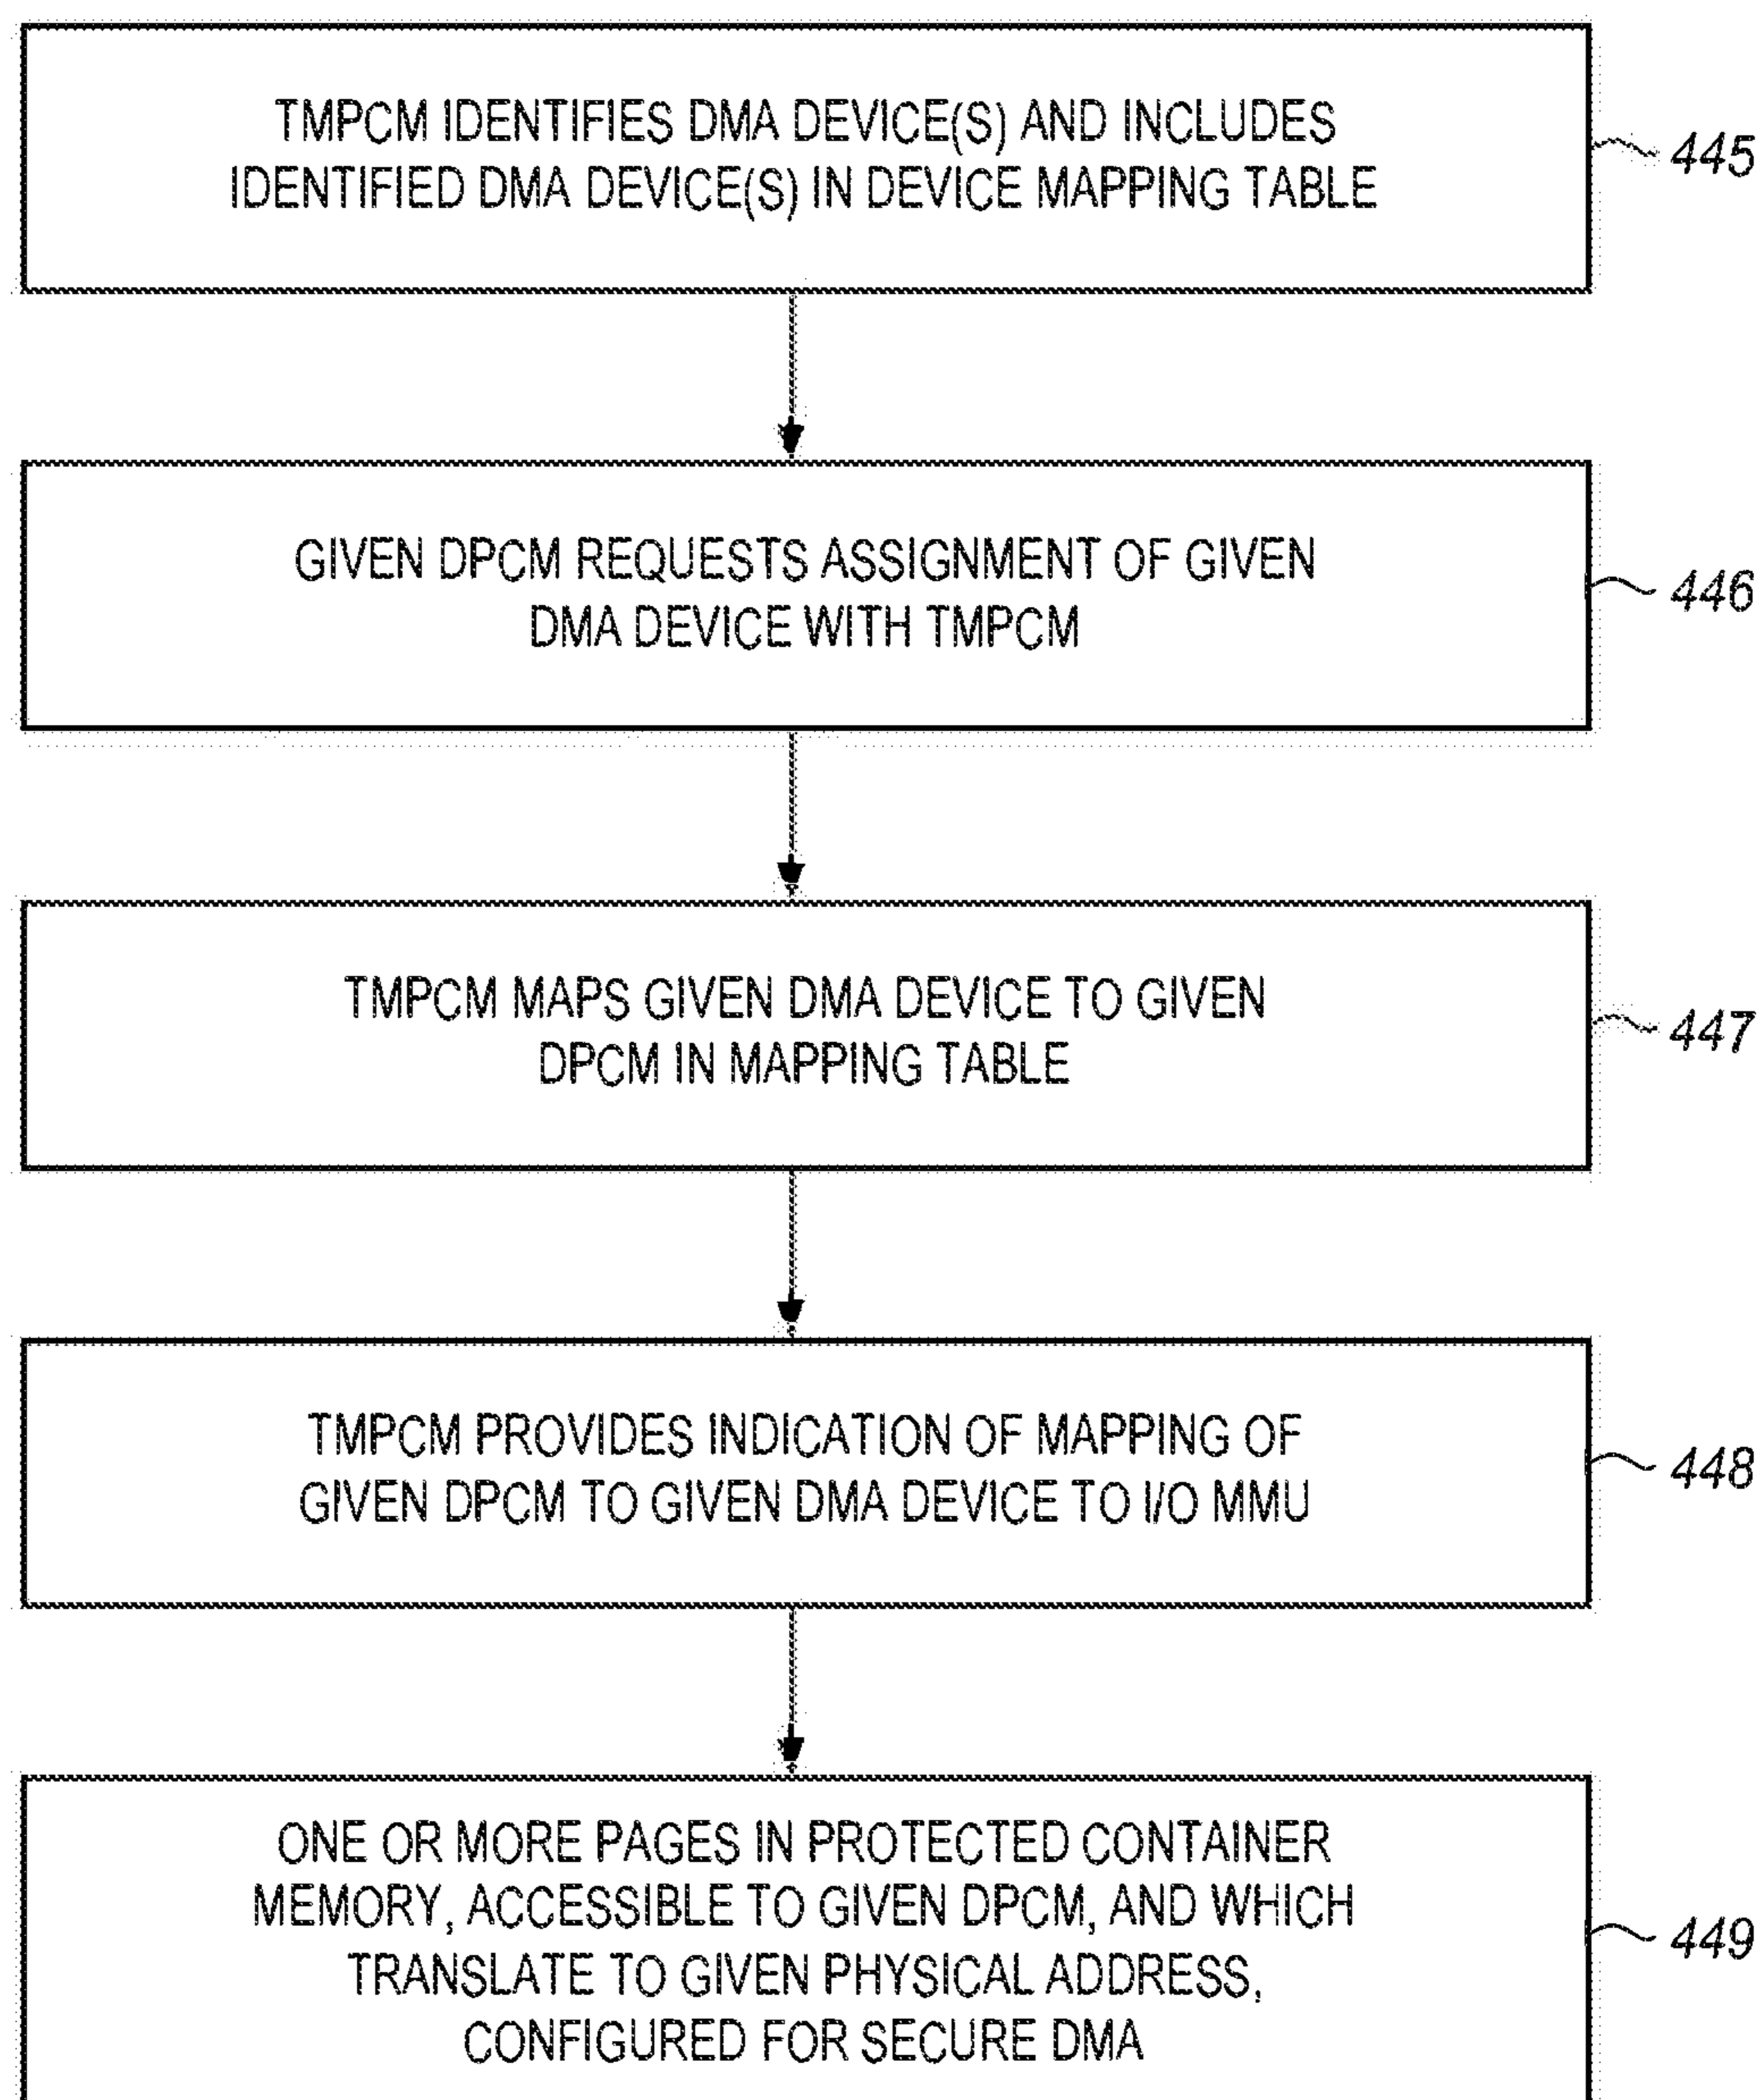 TMPCM IDENTIFIES DMA DEVICE(S) AND INCLUDES
IDENTIFIED DMA DEVICE(S) IN DEVICE MAPPING TABLE
445
GIVEN DPCM REQUESTS ASSIGNMENT OF GIVEN
DMA DEVICE WITH TMPCM
446
TMPCM MAPS GIVEN DMA DEVICE TO GIVEN
DPCM IN MAPPING TABLE
447
TMPCM PROVIDES INDICATION OF MAPPING OF
GIVEN DPCM TO GIVEN DMA DEVICE TO I/O MMU
448
ONE OR MORE PAGES IN PROTECTED CONTAINER
MEMORY, ACCESSIBLE TO GIVEN DPCM, AND WHICH
TRANSLATE TO GIVEN PHYSICAL ADDRESS,
CONFIGURED FOR SECURE DMA
449